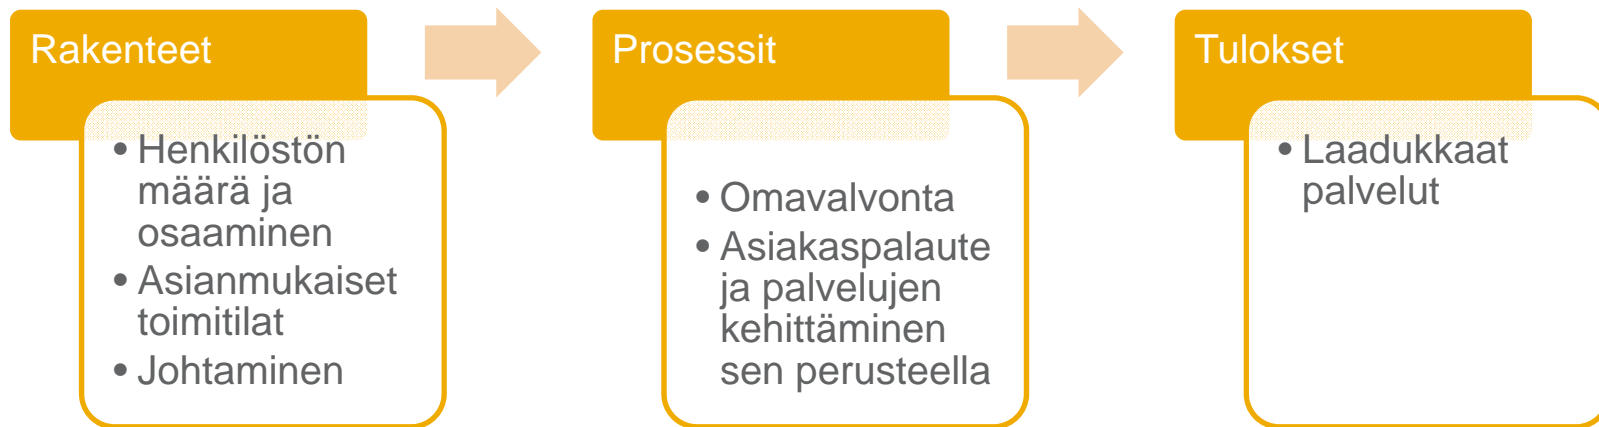 Rakenteet
• Henkilöstön
määrä ja
osaaminen
• Asianmukaiset
toimitilat
• Johtaminen
Prosessit
• Omavalvonta
• Asiakaspalaute
ja palvelujen
kehittäminen
sen perusteella
Tulokset
• Laadukkaat
palvelut